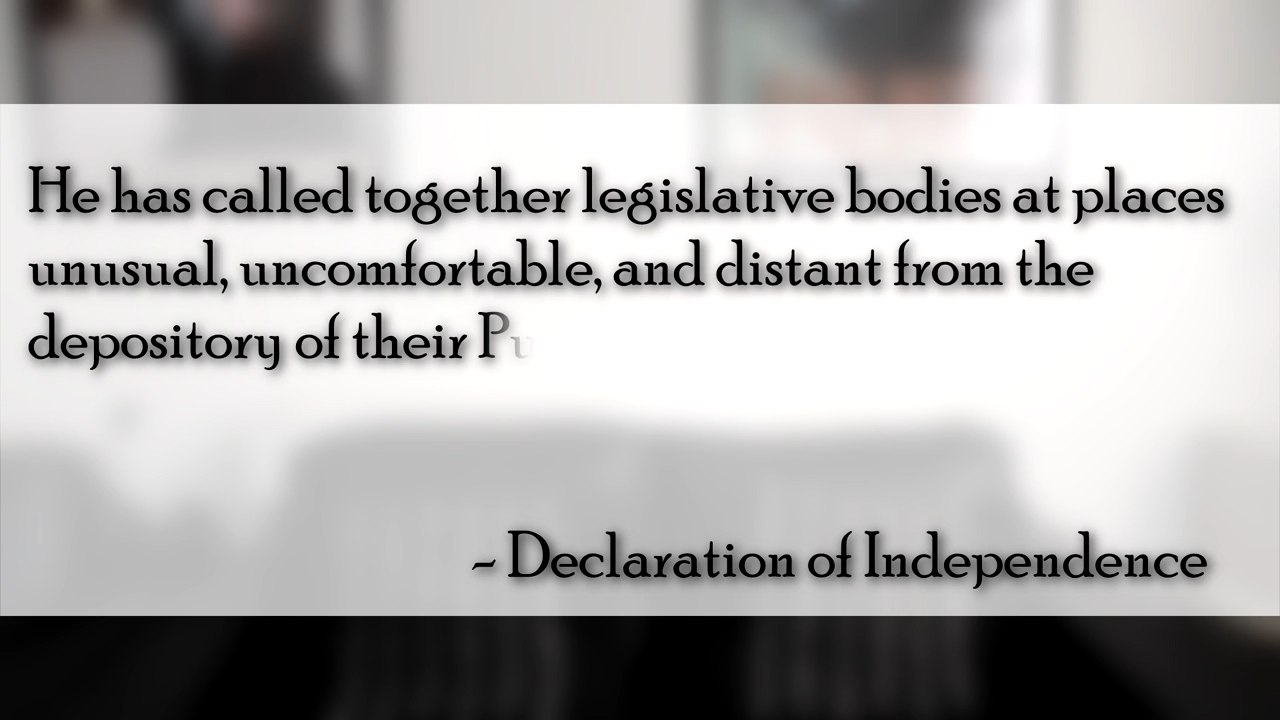 He has called together legislative bodies at places
unusual, uncomfortable, and distant from the
depository of their Pu
- Declaration of Independence